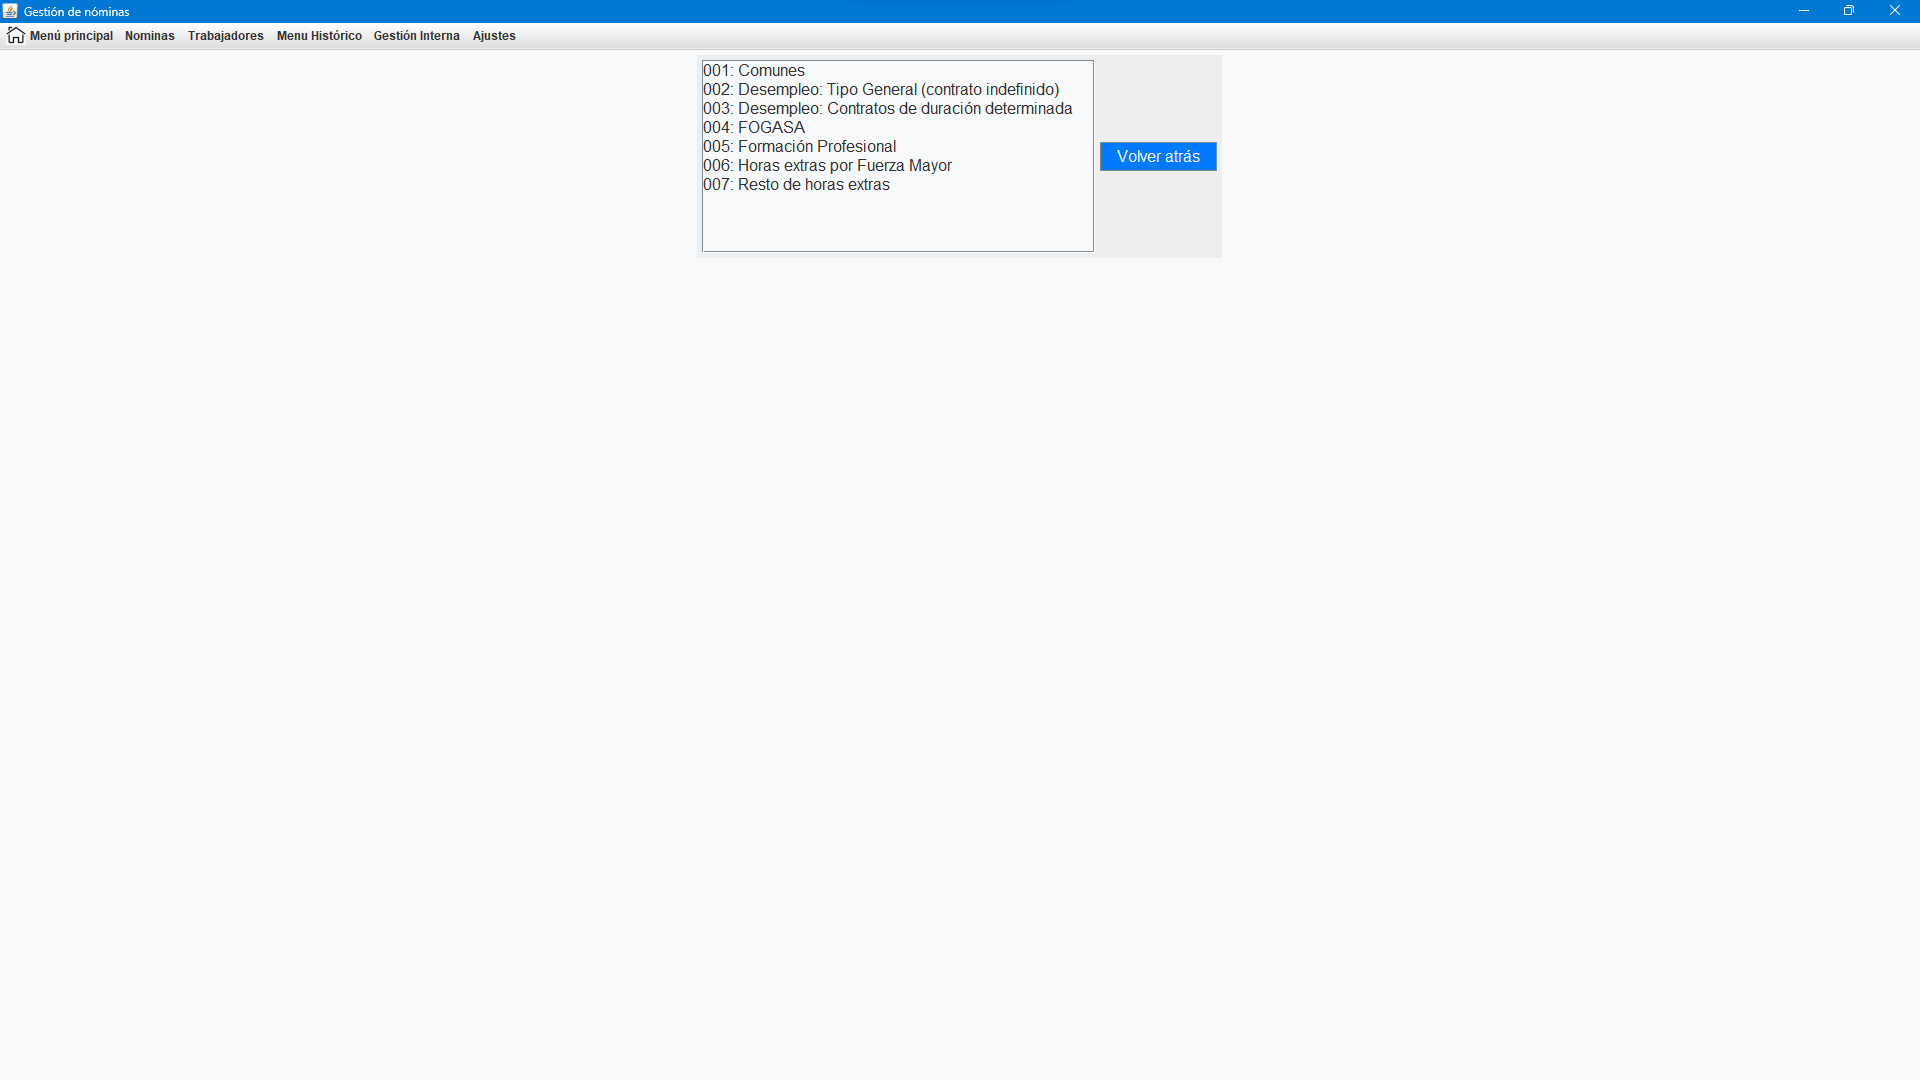 Gestión de nóminas
Menú principal Nominas Trabajadores Menu Histórico Gestión Interna Ajustes
001: Comunes
002: Desempleo: Tipo General (contrato indefinido)
003: Desempleo: Contratos de duración determinada
004: FOGASA
005: Formación Profesional
006: Horas extras por Fuerza Mayor
007: Resto de horas extras
Volver atrás